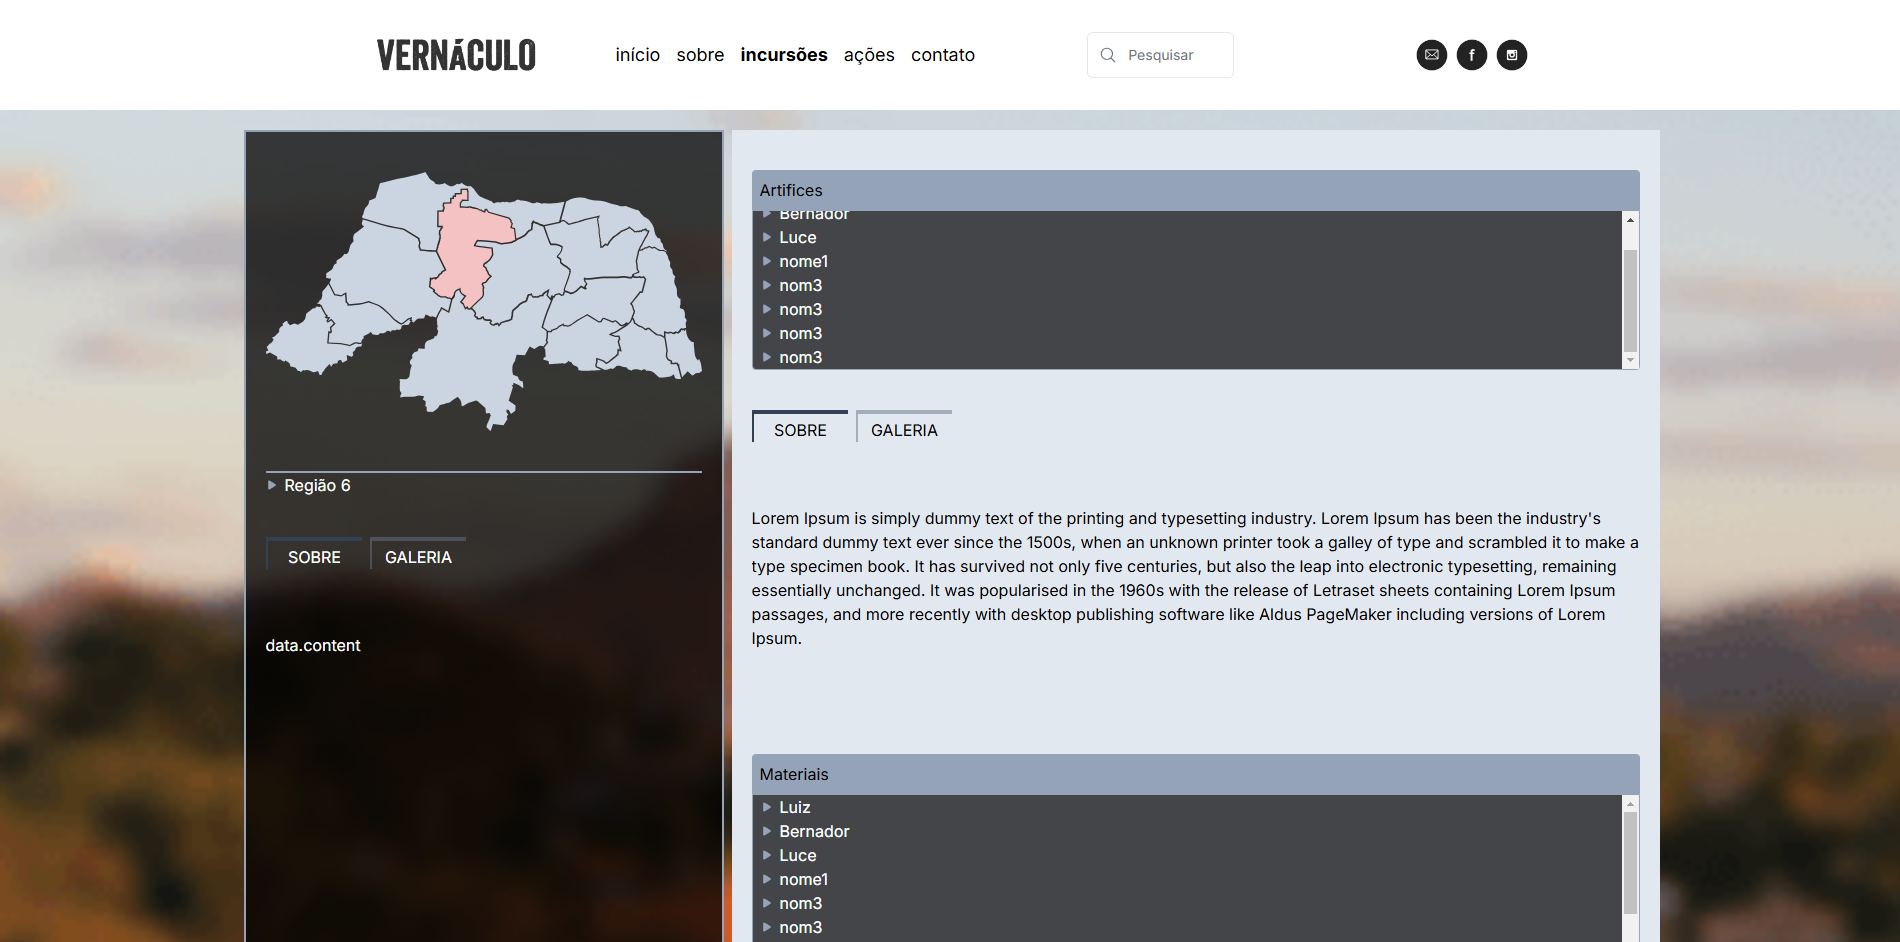 VERNÁCULO
início sobre incursões ações contato
Pesquisar
Região 6
SOBRE GALERIA
data.content
Artifices
Bernador
Luce
nome1
nom3
nom3
nom3
nom3
SOBRE GALERIA
Lorem Ipsum is simply dummy text of the printing and typesetting industry. Lorem Ipsum has been the industry's
standard dummy text ever since the 1500s, when an unknown printer took a galley of type and scrambled it to make a
type specimen book. It has survived not only five centuries, but also the leap into electronic typesetting, remaining
essentially unchanged. It was popularised in the 1960s with the release of Letraset sheets containing Lorem Ipsum
passages, and more recently with desktop publishing software like Aldus PageMaker including versions of Lorem
Ipsum.
Materiais
Luiz
Bernador
Luce
nome1
nom3
nom3